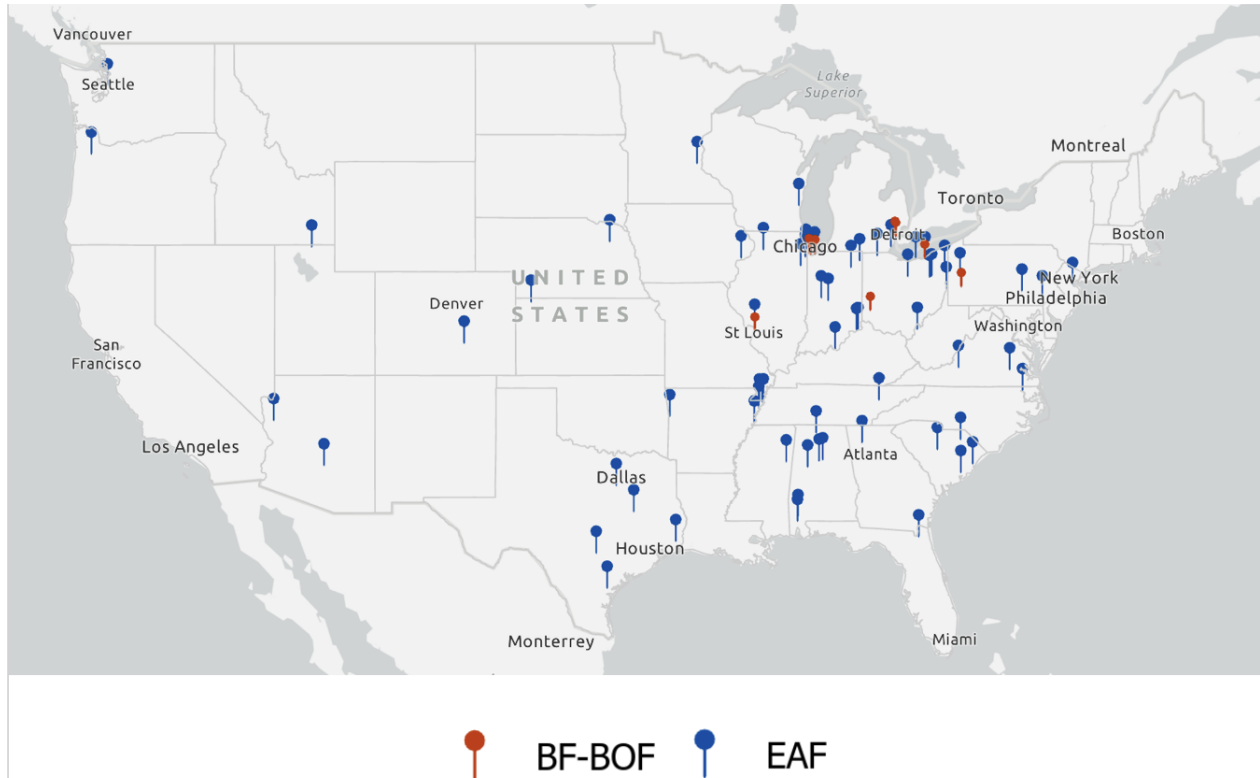 Vancouver
Seattle
Lake
Superior
Montreal
Toronto
Boston
Detroit
Chicago
New York
Philadelphia
UNITED
STATES
Denver
St Louis
Washington
San
Francisco
Los Angeles
Atlanta
Dallas
Houston
Monterrey
Miami
BF-BOF EAF